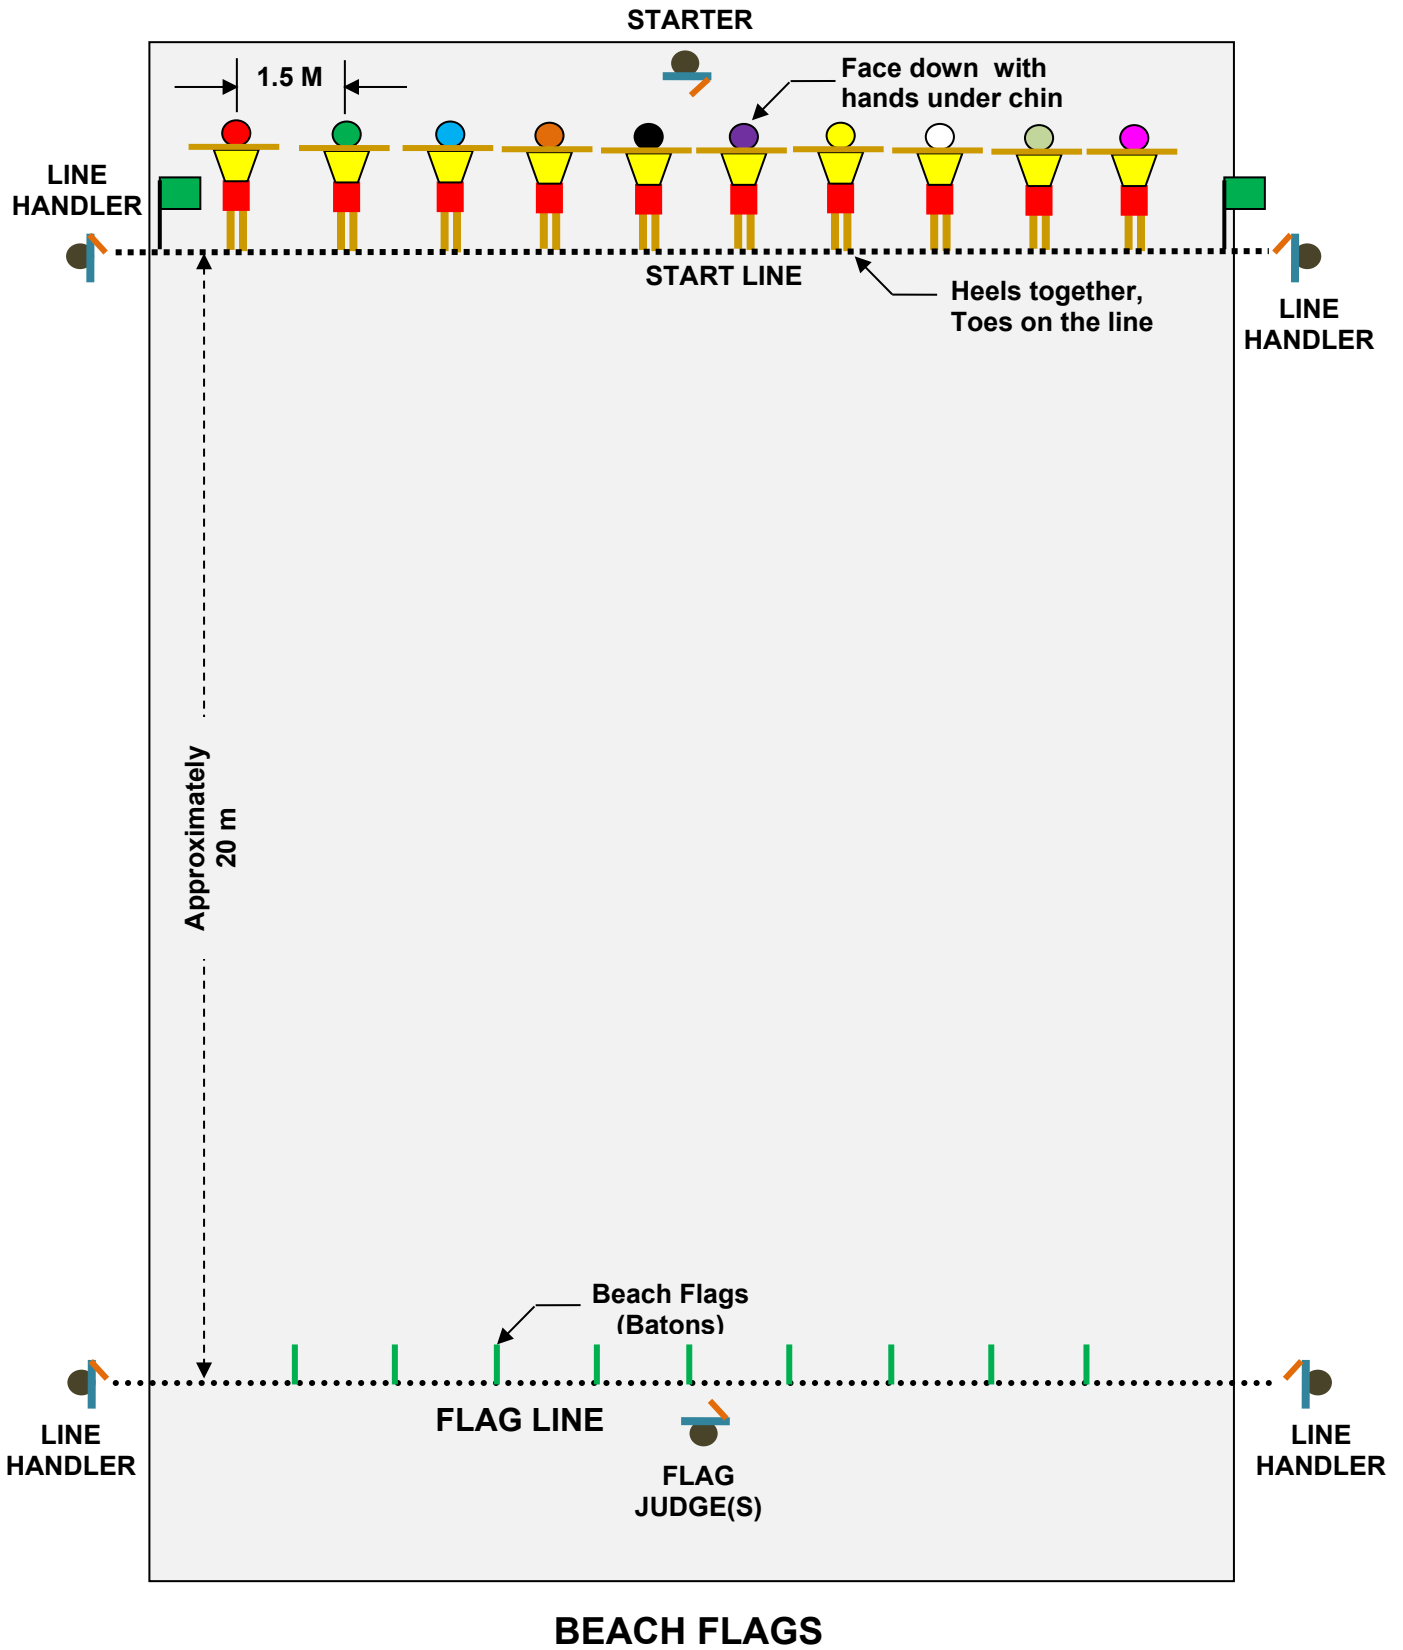 STARTER
1.5 M
Face down with
hands under chin
LINE
HANDLER
START LINE
Heels together,
Toes on the line
LINE
HANDLER
Approximately
20 m
Beach Flags
(Batons)
FLAG LINE
LINE
HANDLER
FLAG
JUDGE(S)
LINE
HANDLER
BEACH FLAGS